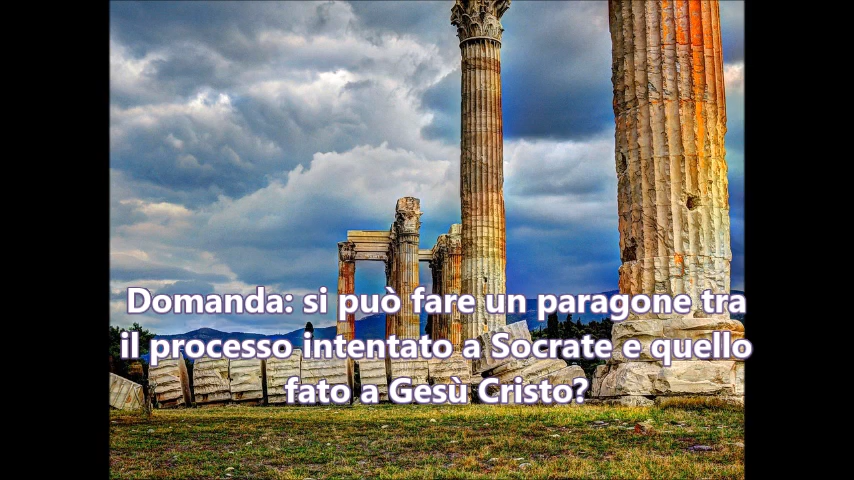 Domanda: si può fare un paragone tra
il processo intentato a Socrate e quello
fato a Gesù Cristo?